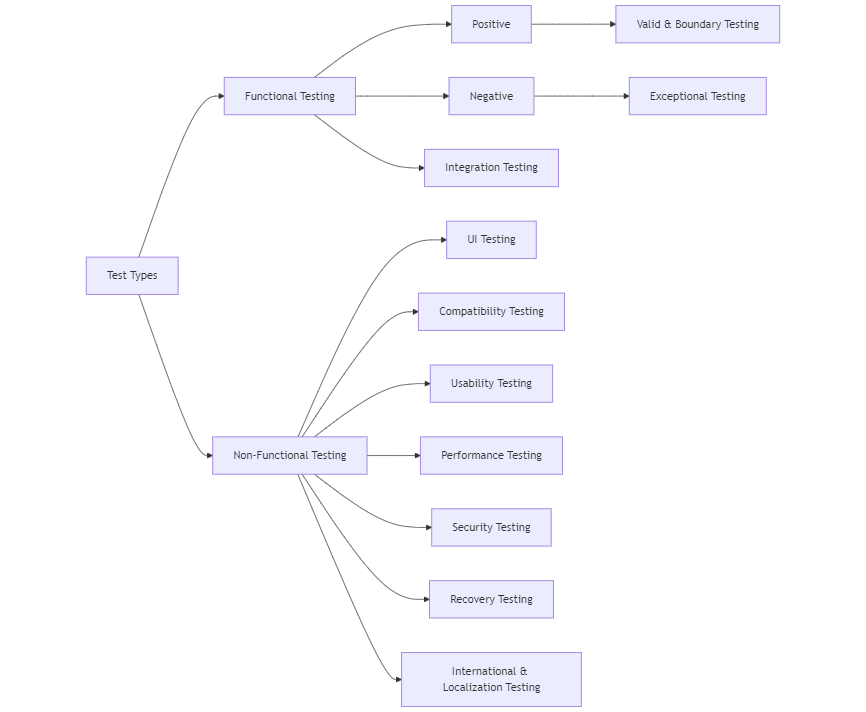 Positive
Valid & Boundary Testing
Functional Testing
Negative
Exceptional Testing
Integration Testing
UI Testing
Test Types
Compatibility Testing
Usability Testing
Non-Functional Testing
Performance Testing
Security Testing
Recovery Testing
International &
Localization Testing